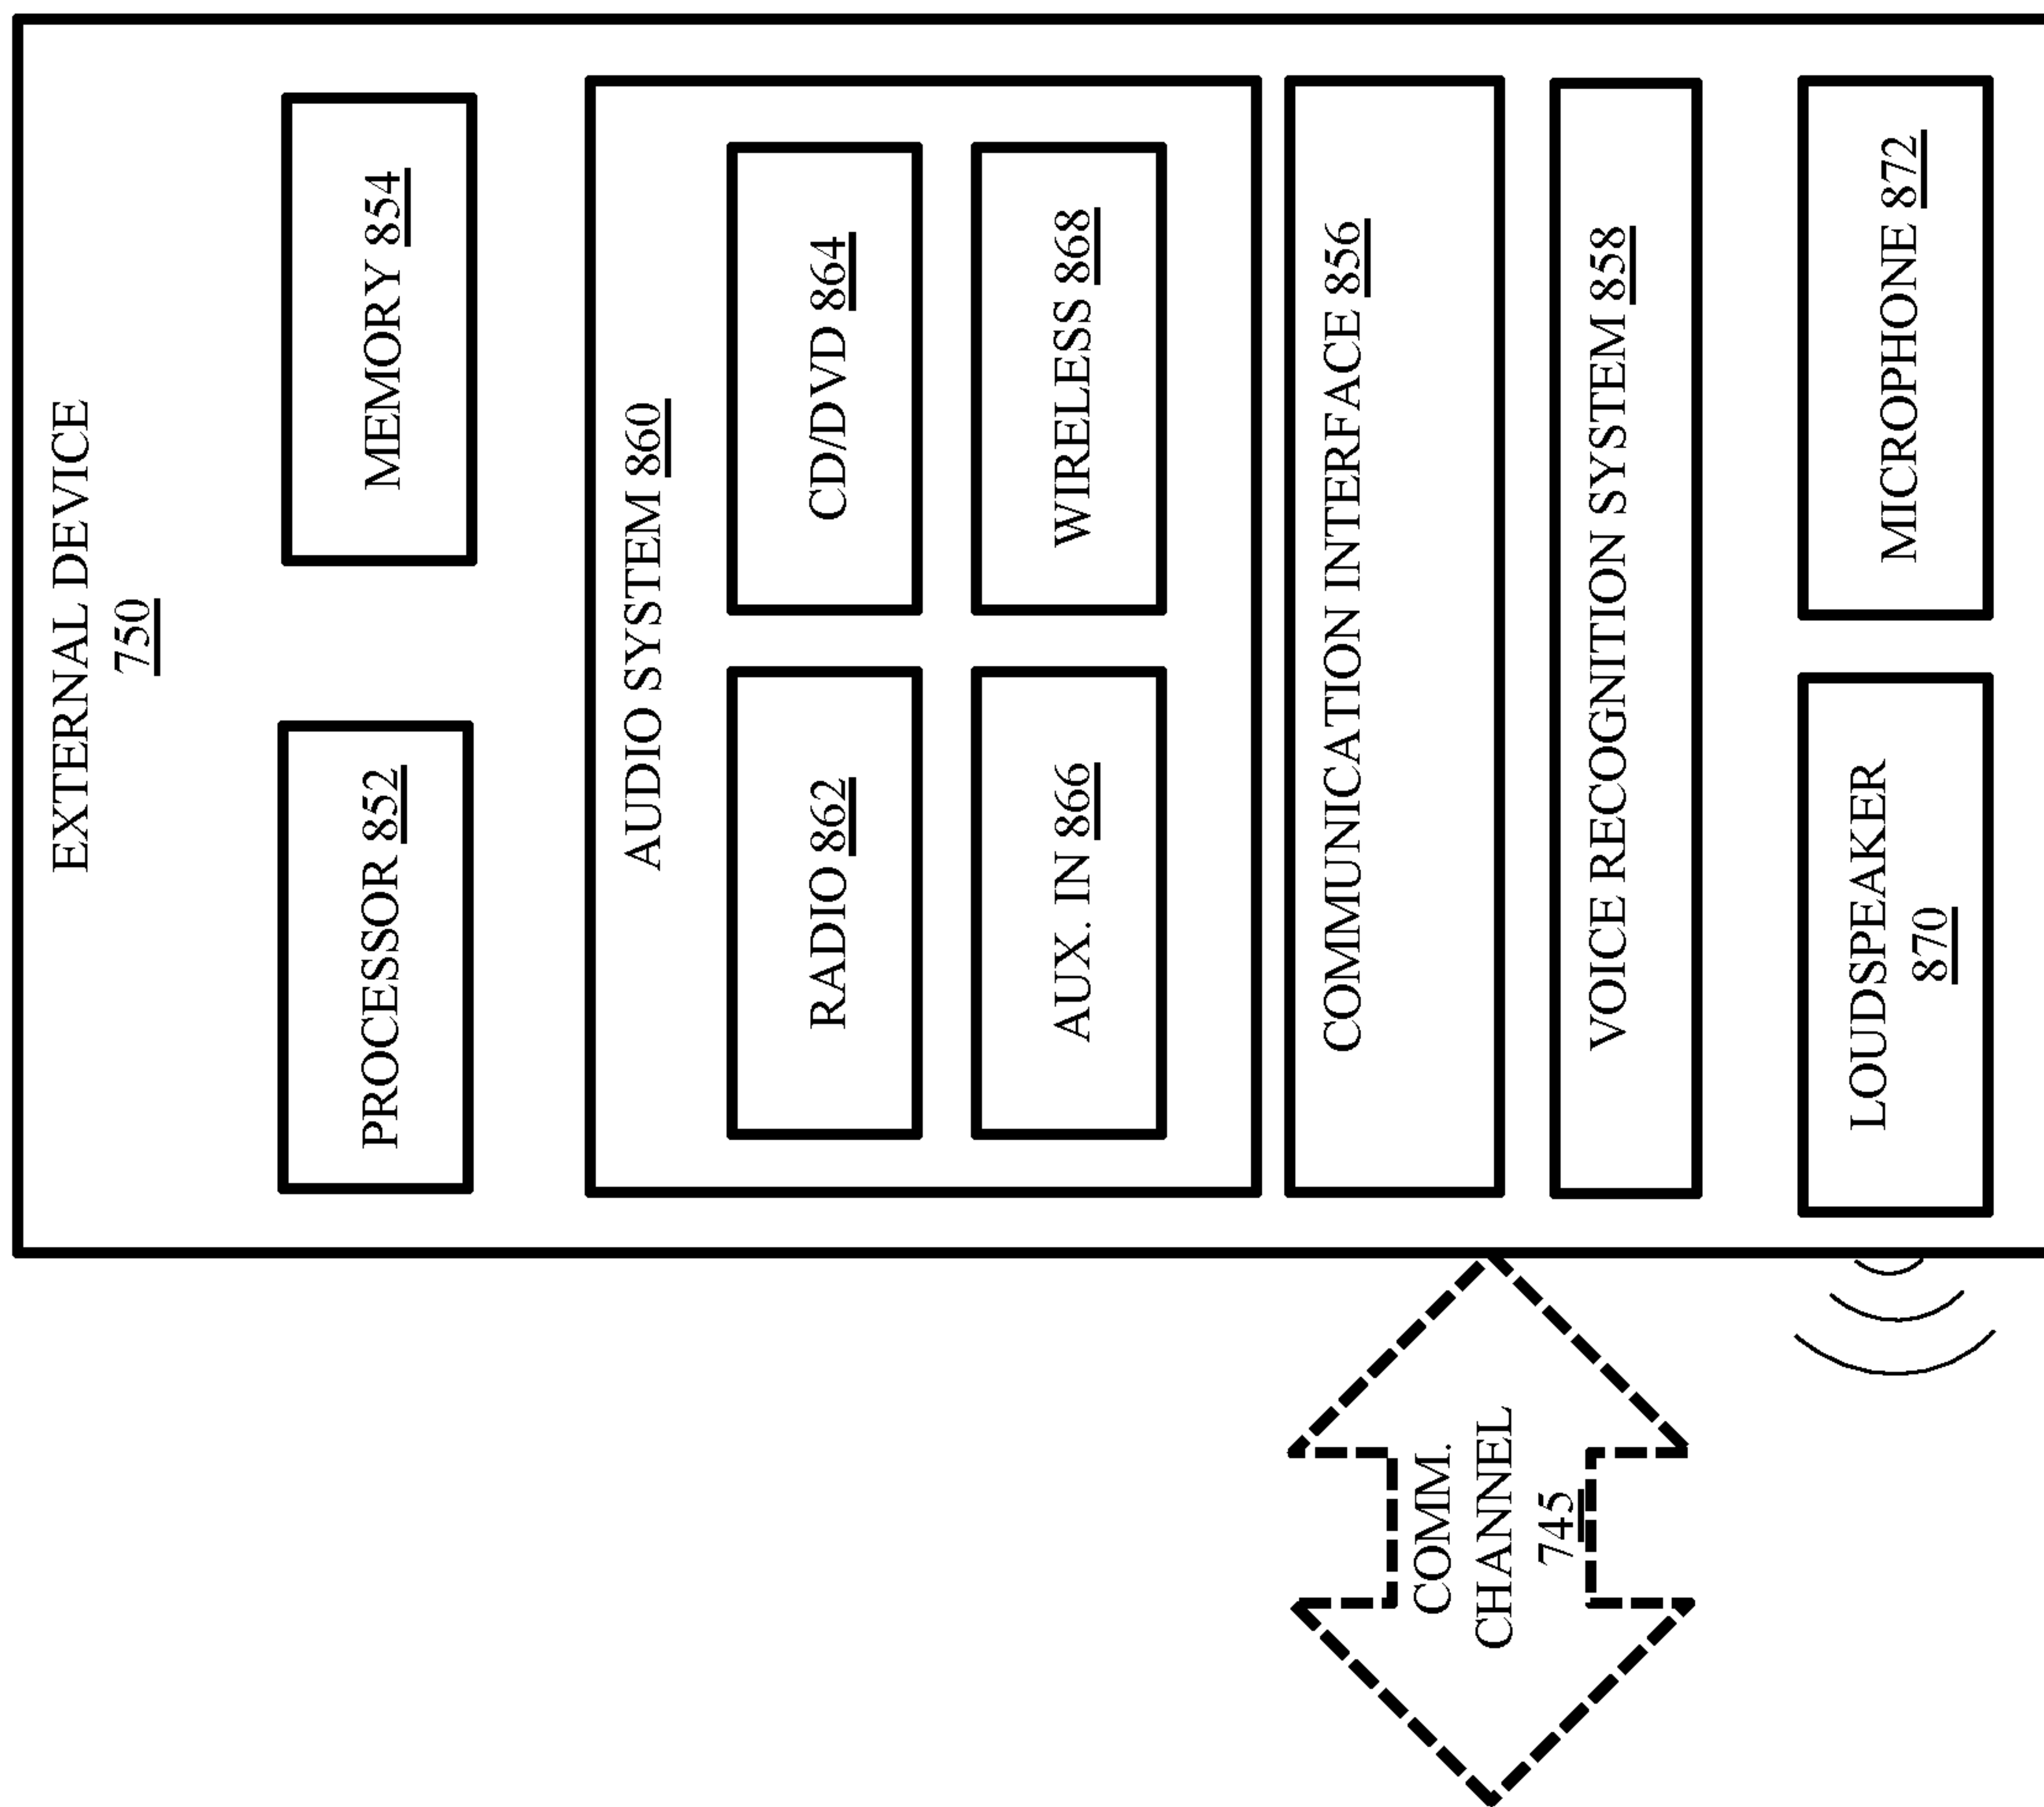 EXTERNAL DEVICE
750
PROCESSOR 852
MEMORY 854
AUDIO SYSTEM 860
RADIO 862
CD/DVD 864
AUX. IN 866
WIRELESS 868
COMMUNICATION INTERFACE 856
COMM.
CHANNEL
745
VOICE RECOGNITION SYSTEM 858
LOUDSPEAKER
870
MICROPHONE 872